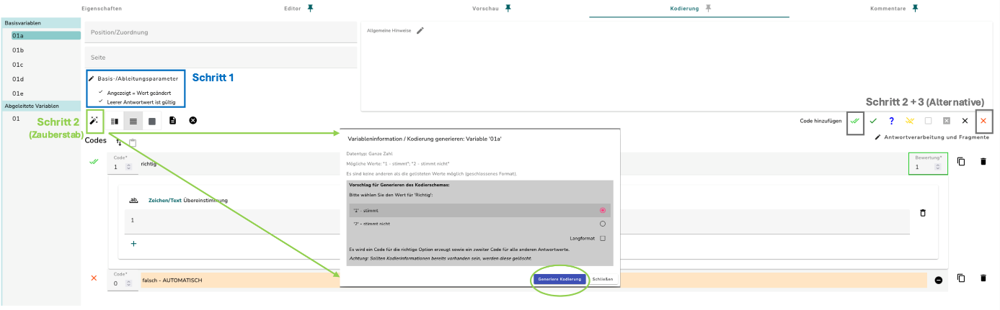 Eigenschaften
Editor
Vorschau
Kodierung
Kommentare
Basisvariablen
01a
01b
01c
01d
01e
Abgeleitete Variablen
01
Position/Zuordnung
Seite
Allgemeine Hinweise
Basis-/Ableitungsparameter
Angezeigt = Wert geändert
Leerer Antwortwert ist gültig
Schritt 1
Schritt 2
(Zauberstab)
Schritt 2 + 3 (Alternative)
Code hinzufügen
?
Antwortverarbeitung und Fragmente
Codes
Code*
1
richtig
Bewertung*
1
ab,
Zeichen/Text Übereinstimmung
1
+
Code*
0
falsch - AUTOMATISCH
Variableninformation / Kodierung generieren: Variable '01a'
Datentyp: Ganze Zahl.
Mögliche Werte: "1 - stimmt"; "2 - stimmt nicht"
Es sind keine anderen als die gelisteten Werte möglich (geschlossenes Format).
Vorschlag für Generieren des Kodierschemas:
Bitte wählen Sie den Wert für 'Richtig':
'1' - stimmt
'2' - stimmt nicht
Langformat
Es wird ein Code für die richtige Option erzeugt sowie ein zweiter Code für alle anderen Antwortwerte.
Achtung: Sollten Kodierinformationen bereits vorhanden sein, werden diese gelöscht.
Generiere Kodierung
Schließen